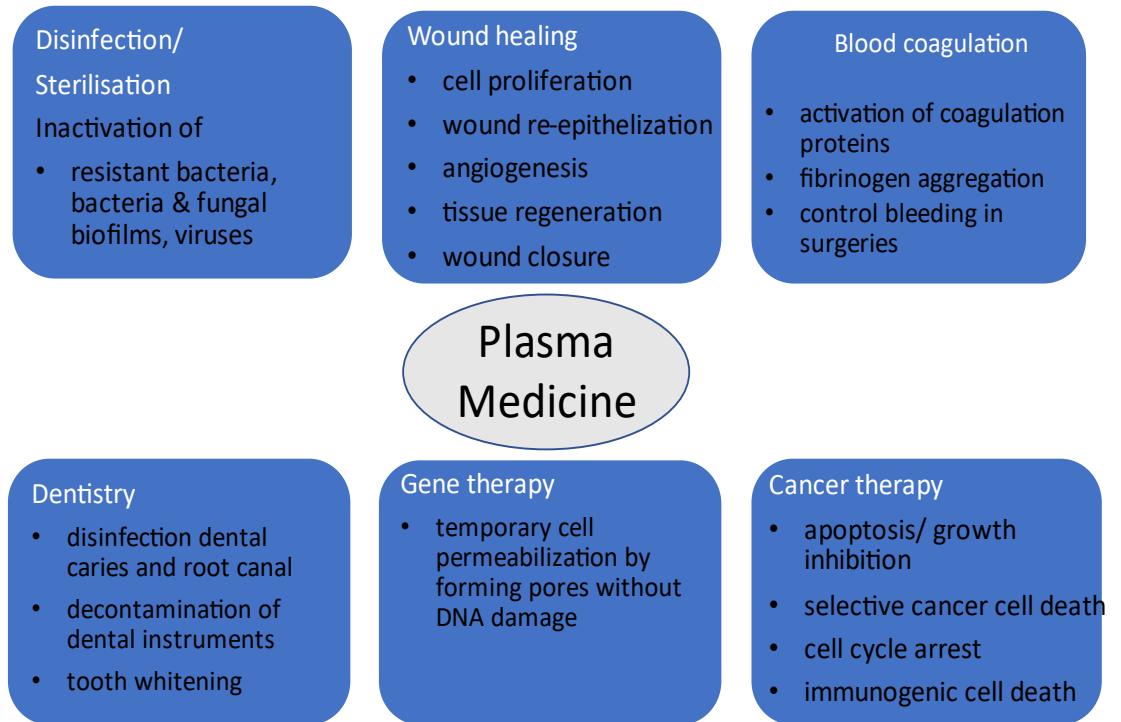 Disinfection/
Sterilisation
Inactivation of
• resistant bacteria,
bacteria & fungal
biofilms, viruses
Wound healing
• cell proliferation
• wound re-epithelization
• angiogenesis
• tissue regeneration
• wound closure
Blood coagulation
• activation of coagulation
proteins
• fibrinogen aggregation
• control bleeding in
surgeries
Plasma
Medicine
Dentistry
• disinfection dental
caries and root canal
• decontamination of
dental instruments
• tooth whitening
Gene therapy
• temporary cell
permeabilization by
forming pores without
DNA damage
Cancer therapy
• apoptosis/ growth
inhibition
• selective cancer cell death
• cell cycle arrest
• immunogenic cell death